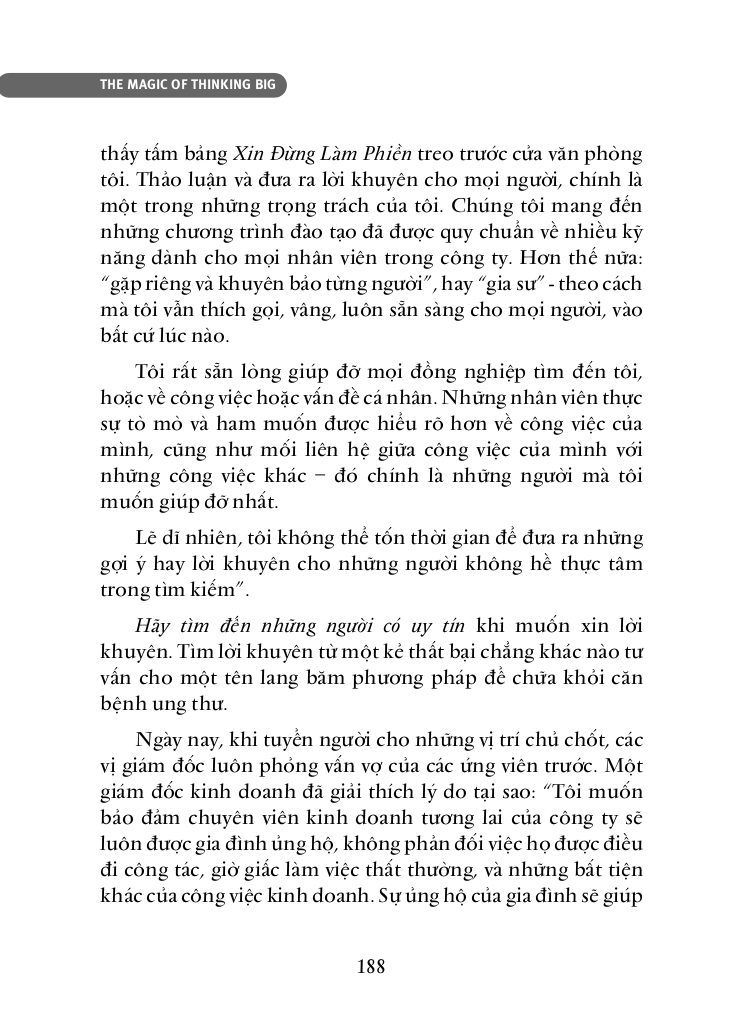 THE MAGIC OF THINKING BIG
thấy tấm bảng Xin Đừng Làm Phiền treo trước cửa văn phòng
tôi. Thảo luận và đưa ra lời khuyên cho mọi người, chính là
một trong những trọng trách của tôi. Chúng tôi mang đến
những chương trình đào tạo đã được quy chuẩn về nhiều kỹ
năng dành cho mọi nhân viên trong công ty. Hơn thế nữa:
“gặp riêng và khuyên bảo từng người”, hay “gia sư” - theo cách
mà tôi vẫn thích gọi, vâng, luôn sẵn sàng cho mọi người, vào
bất cứ lúc nào.
Tôi rất sẵn lòng giúp đỡ mọi đồng nghiệp tìm đến tôi,
hoặc về công việc hoặc vấn đề cá nhân. Những nhân viên thực
sự tò mò và ham muốn được hiểu rõ hơn về công việc của
mình, cũng như mối liên hệ giữa công việc của mình với
những công việc khác – đó chính là những người mà tôi
muốn giúp đỡ nhất.
Lẽ dĩ nhiên, tôi không thể tốn thời gian để đưa ra những
gợi ý hay lời khuyên cho những người không hề thực tâm
trong tìm kiếm”.
Hãy tìm đến những người có uy tín khi muốn xin lời
khuyên. Tìm lời khuyên từ một kẻ thất bại chẳng khác nào tư
vấn cho một tên lang băm phương pháp để chữa khỏi căn
bệnh ung thư.
Ngày nay, khi tuyển người cho những vị trí chủ chốt, các
vị giám đốc luôn phỏng vấn vợ của các ứng viên trước. Một
giám đốc kinh doanh đã giải thích lý do tại sao: “Tôi muốn
bảo đảm chuyên viên kinh doanh tương lai của công ty sẽ
luôn được gia đình ủng hộ, không phản đối việc họ được điều
đi công tác, giờ giấc làm việc thất thường, và những bất tiện
khác của công việc kinh doanh. Sự ủng hộ của gia đình sẽ giúp
188